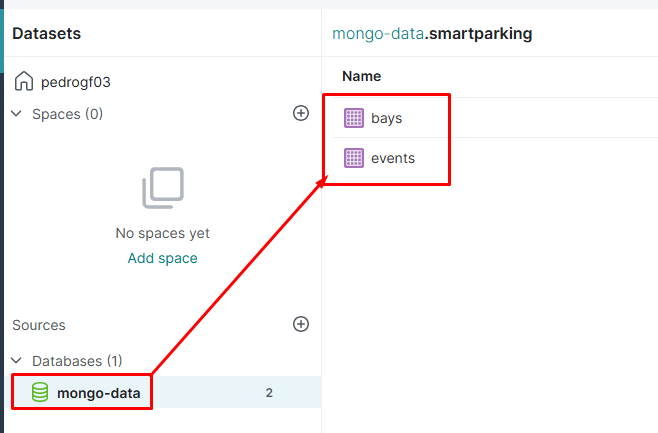 Datasets
pedrogf03
Spaces (0)
No spaces yet
Add space
Sources
Databases (1)
mongo-data
2
mongo-data.smartparking
Name
bays
events